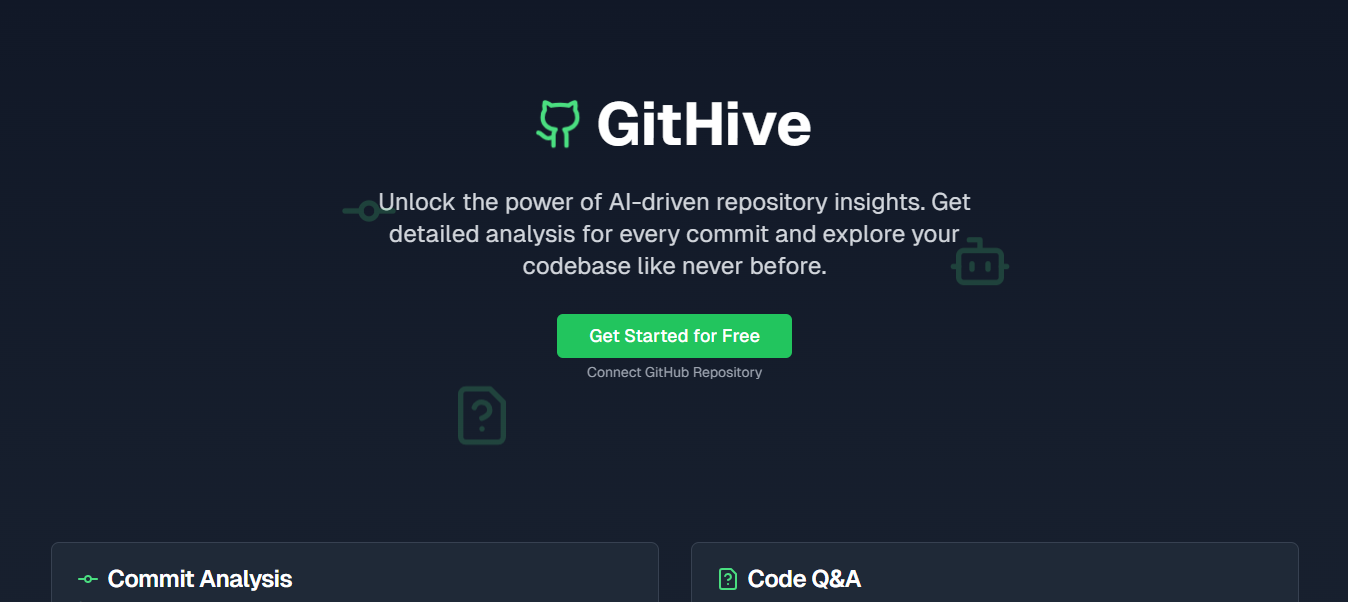 GitHive
Unlock the power of AI-driven repository insights. Get
detailed analysis for every commit and explore your
codebase like never before.
Get Started for Free
Connect GitHub Repository
Commit Analysis
Code Q&A